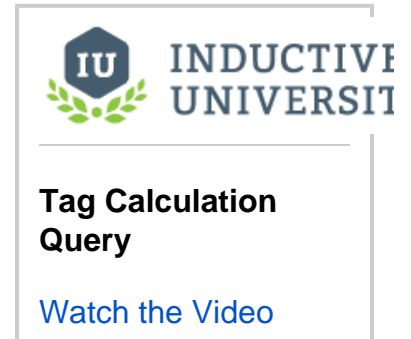 IU
INDUCTIVE
UNIVERSIT
Tag Calculation
Query
Watch the Video